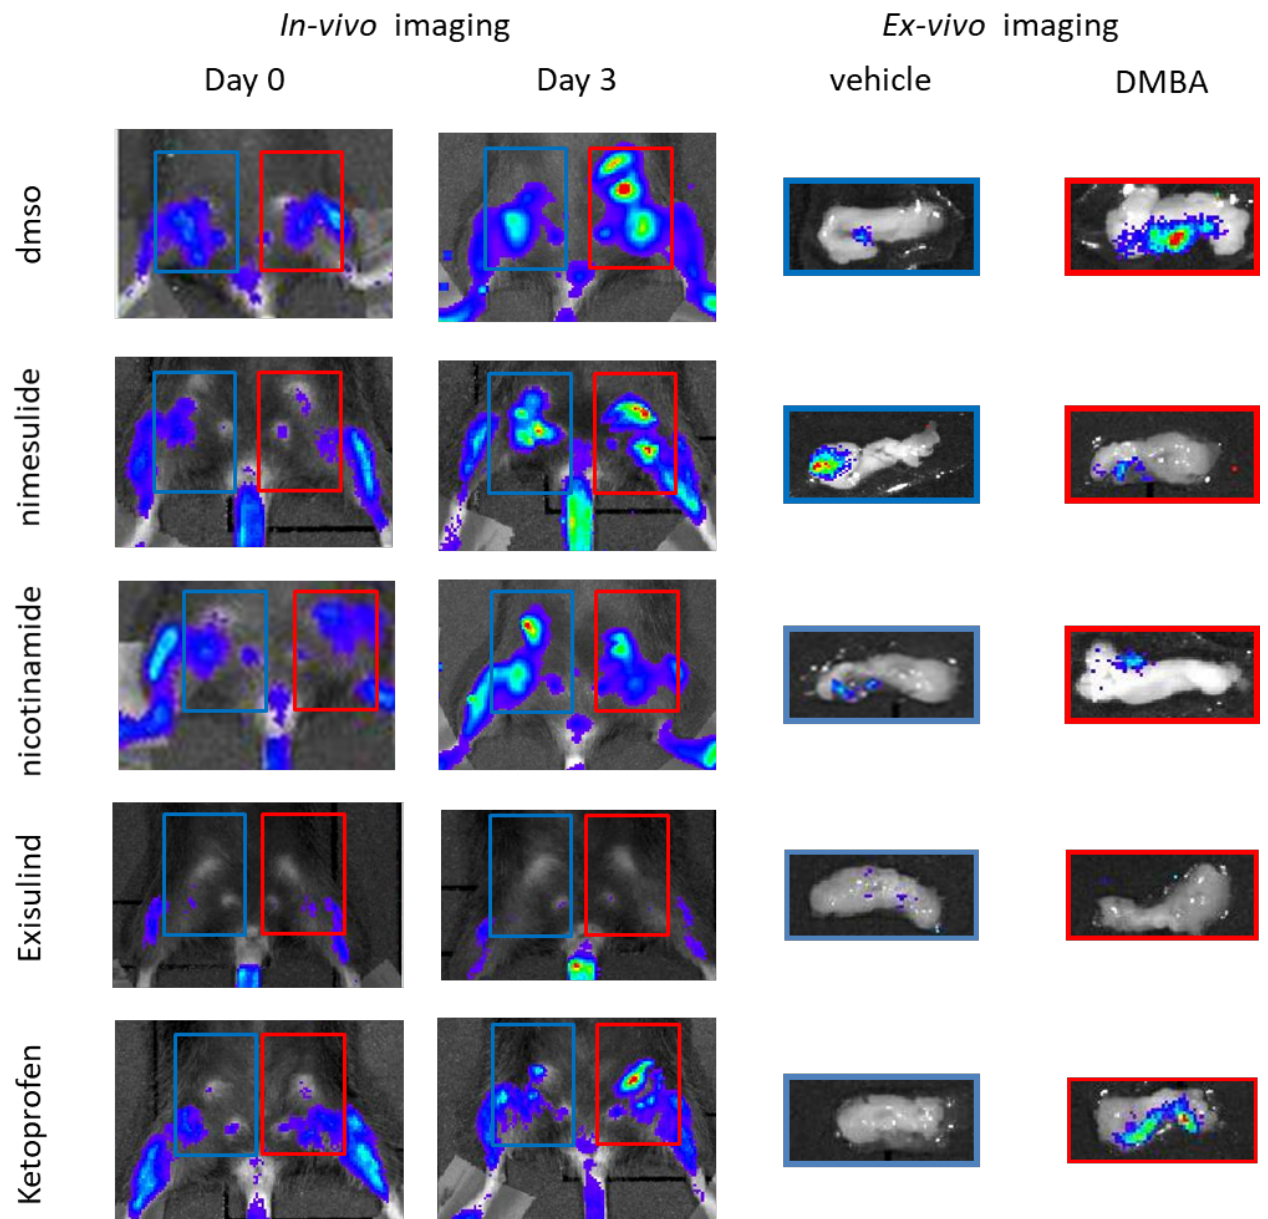 In-vivo imaging
Ex-vivo imaging
Day 0
Day 3
vehicle
DMBA
dmso
nimesulide
nicotinamide
Exisulind
Ketoprofen